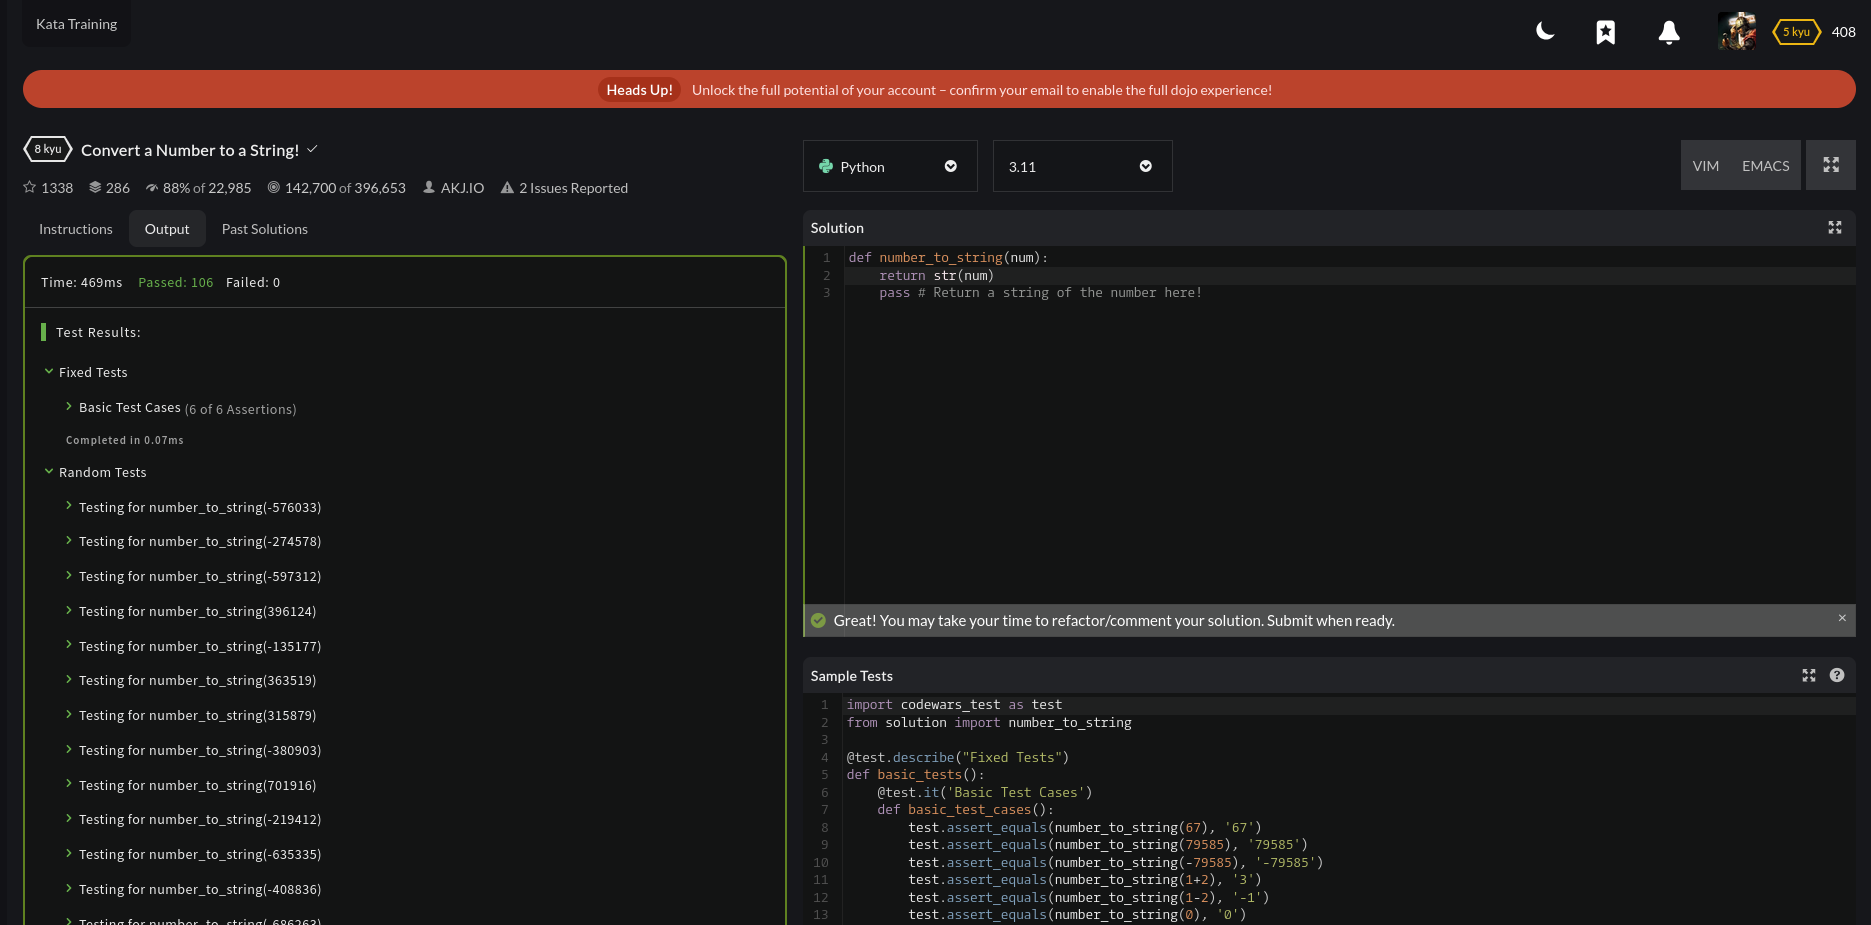 Kata Training
5 kyu 408
Heads Up! Unlock the full potential of your account – confirm your email to enable the full dojo experience!
8 kyu Convert a Number to a String!
1338 286 88% of 22,985 142,700 of 396,653 AKJ.IO 2 Issues Reported
Instructions Output Past Solutions
Time: 469ms Passed: 106 Failed: 0
Test Results:
Fixed Tests
Basic Test Cases (6 of 6 Assertions)
Completed in 0.07ms
Random Tests
Testing for number_to_string(-576033)
Testing for number_to_string(-274578)
Testing for number_to_string(-597312)
Testing for number_to_string(396124)
Testing for number_to_string(-135177)
Testing for number_to_string(363519)
Testing for number_to_string(315879)
Testing for number_to_string(-380903)
Testing for number_to_string(701916)
Testing for number_to_string(-219412)
Testing for number_to_string(-635335)
Testing for number_to_string(-408836)
Testing for number_to_string(-686263)
Python 3.11 VIM EMACS
Solution
1 def number_to_string(num):
2 return str(num)
3 pass # Return a string of the number here!
Great! You may take your time to refactor/comment your solution. Submit when ready. ×
Sample Tests ?
1 import codewars_test as test
2 from solution import number_to_string
3
4 @test.describe("Fixed Tests")
5 def basic_tests():
6 @test.it('Basic Test Cases')
7 def basic_test_cases():
8 test.assert_equals(number_to_string(67), '67')
9 test.assert_equals(number_to_string(79585), '79585')
10 test.assert_equals(number_to_string(-79585), '-79585')
11 test.assert_equals(number_to_string(1+2), '3')
12 test.assert_equals(number_to_string(1-2), '-1')
13 test.assert_equals(number_to_string(0), '0')